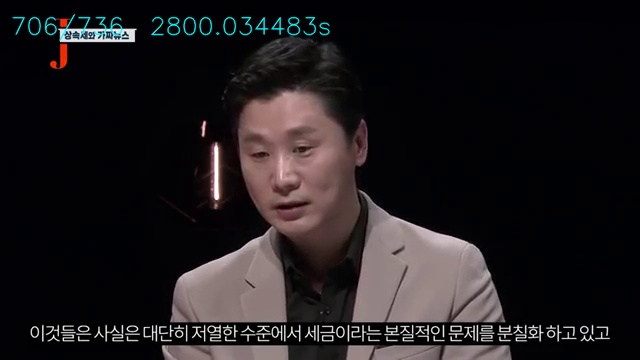 706/736 2800.034483s
상속세와 가짜뉴스
J
이것들은 사실은 대단히 저열한 수준에서 세금이라는 본질적인 문제를 분칠화 하고 있고